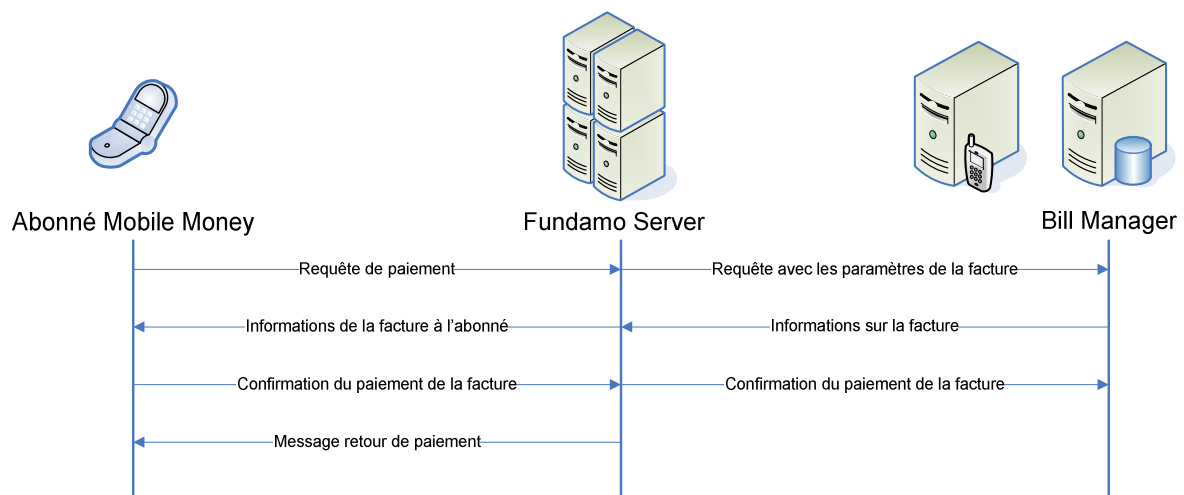 Abonné Mobile Money
Fundamo Server
Bill Manager
Requête de paiement
Requête avec les paramètres de la facture
Informations de la facture à l’abonné
Informations sur la facture
Confirmation du paiement de la facture
Confirmation du paiement de la facture
Message retour de paiement